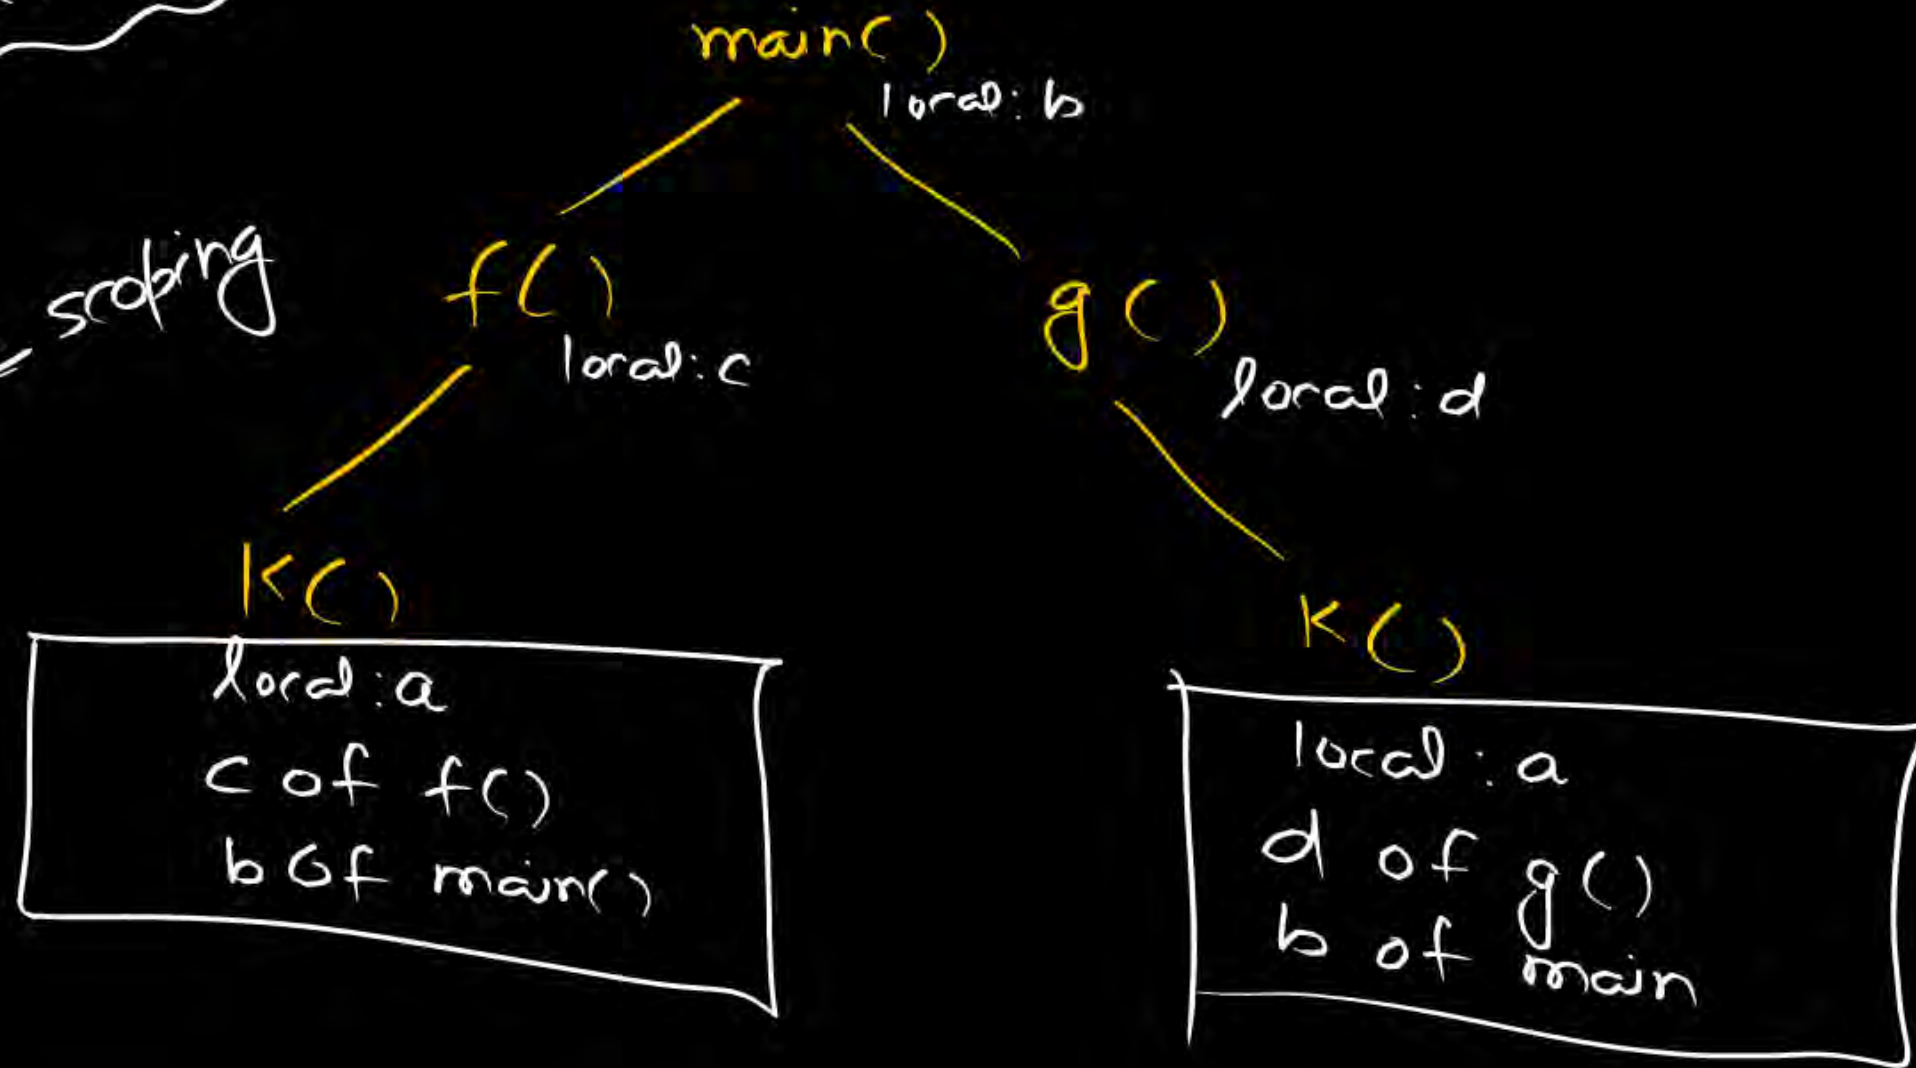 main()
local: b
scoping
f()
local: c
g()
local: d
K()
local: a
c of f()
b of main()
K()
local: a
d of g()
b of main